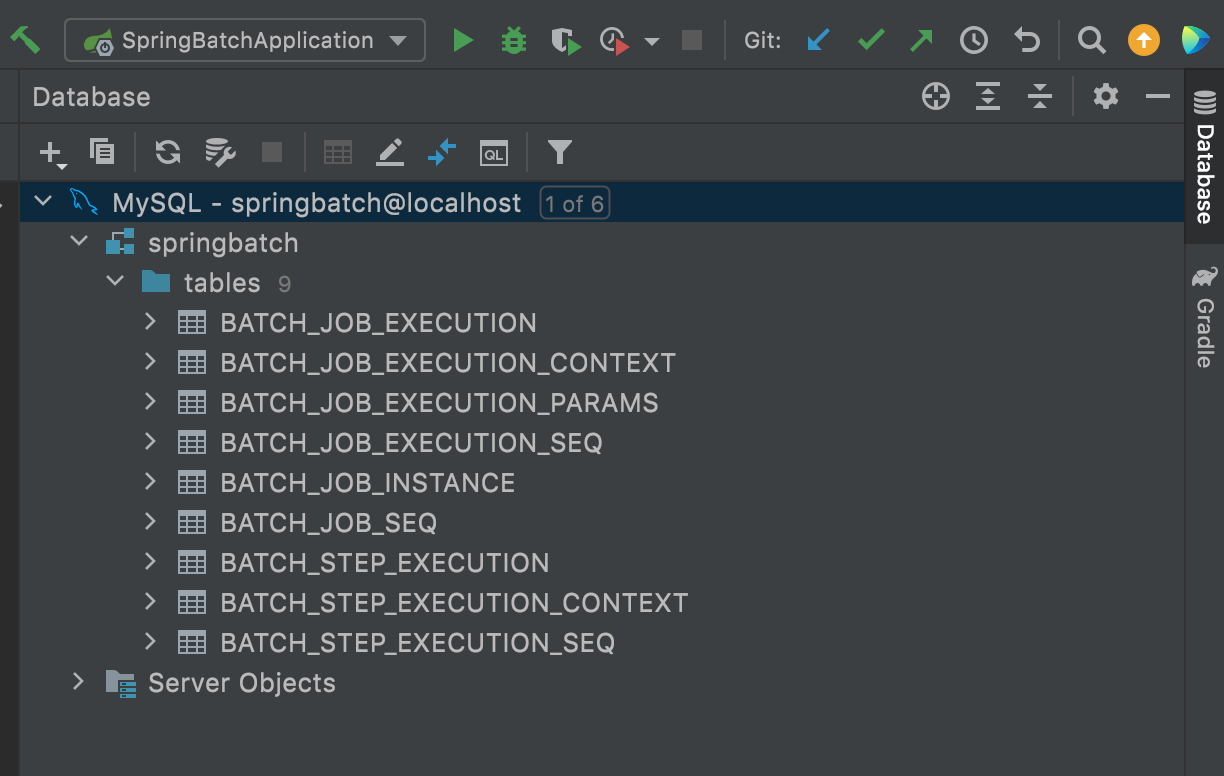 SpringBatchApplication Git:
Database
QL
MySQL - springbatch@localhost 1 of 6
springbatch
tables 9
BATCH_JOB_EXECUTION
BATCH_JOB_EXECUTION_CONTEXT
BATCH_JOB_EXECUTION_PARAMS
BATCH_JOB_EXECUTION_SEQ
BATCH_JOB_INSTANCE
BATCH_JOB_SEQ
BATCH_STEP_EXECUTION
BATCH_STEP_EXECUTION_CONTEXT
BATCH_STEP_EXECUTION_SEQ
Server Objects
Database
Gradle